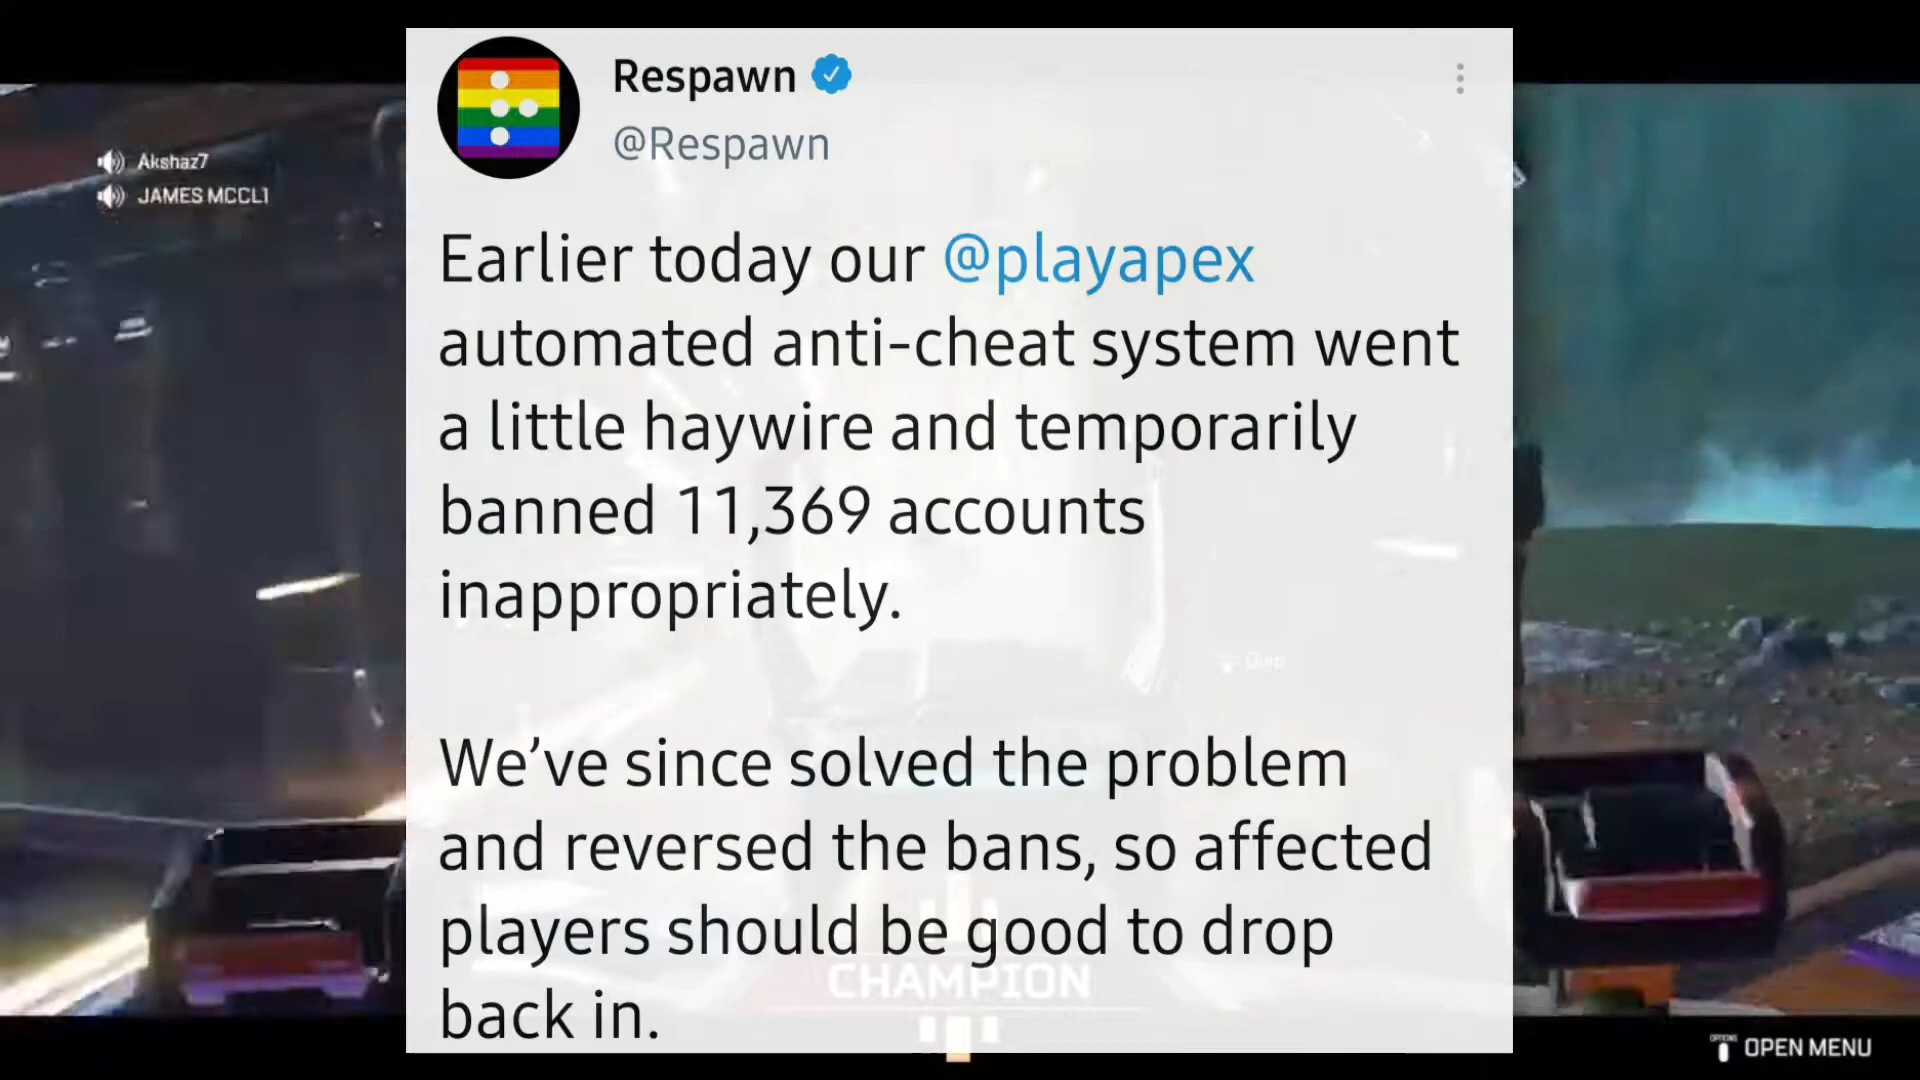 Respawn
@Respawn
Akshaz7
JAMES MCCL1
Earlier today our @playapex
automated anti-cheat system went
a little haywire and temporarily
banned 11,369 accounts
inappropriately.
We’ve since solved the problem
and reversed the bans, so affected
players should be good to drop
back in.
CHAMPION
OPTIONS
OPEN MENU